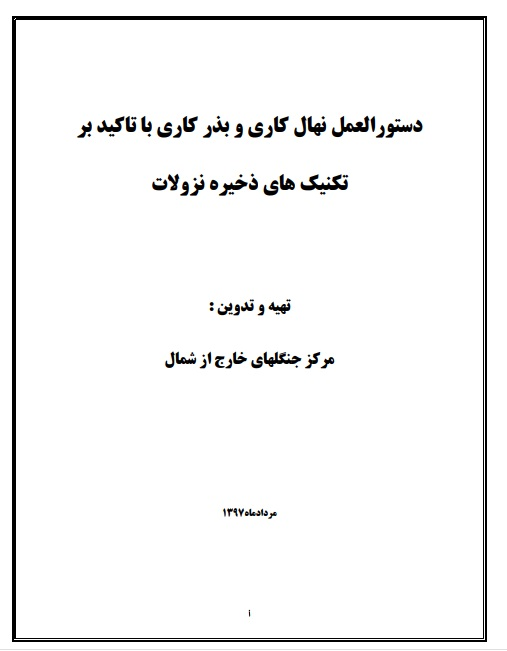 دستورالعمل نهال کاری و بذر کاری با تاکید بر
تکنیک های ذخیره نزولات
تهیه و تدوین :
مرکز جنگلهای خارج از شمال
مردادماه۱۳۹۷
أ